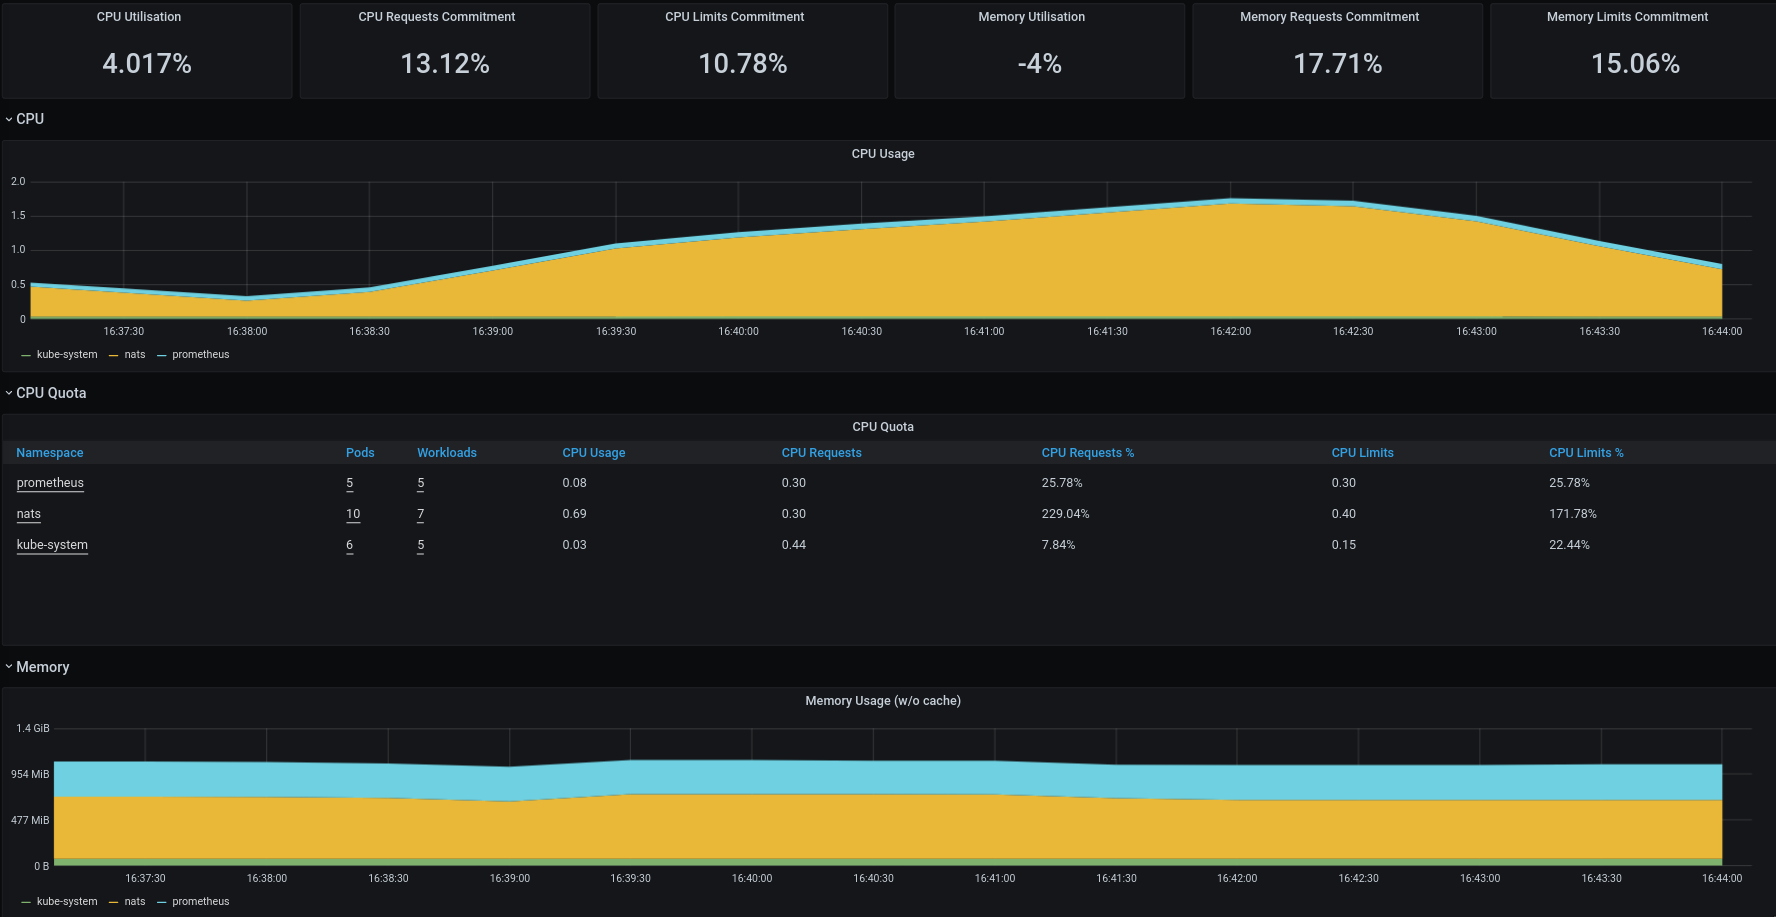 CPU Utilisation CPU Requests Commitment CPU Limits Commitment Memory Utilisation Memory Requests Commitment Memory Limits Commitment
4.017% 13.12% 10.78% -4% 17.71% 15.06%
CPU
CPU Usage
2.0
1.5
1.0
0.5
0
16:37:30 16:38:00 16:38:30 16:39:00 16:39:30 16:40:00 16:40:30 16:41:00 16:41:30 16:42:00 16:42:30 16:43:00 16:43:30 16:44:00
kube-system nats prometheus
CPU Quota
CPU Quota
Namespace Pods Workloads CPU Usage CPU Requests CPU Requests % CPU Limits CPU Limits %
prometheus 5 5 0.08 0.30 25.78% 0.30 25.78%
nats 10 7 0.69 0.30 229.04% 0.40 171.78%
kube-system 6 5 0.03 0.44 7.84% 0.15 22.44%
Memory
Memory Usage (w/o cache)
1.4 GiB
954 MiB
477 MiB
0 B
16:37:30 16:38:00 16:38:30 16:39:00 16:39:30 16:40:00 16:40:30 16:41:00 16:41:30 16:42:00 16:42:30 16:43:00 16:43:30 16:44:00
kube-system nats prometheus